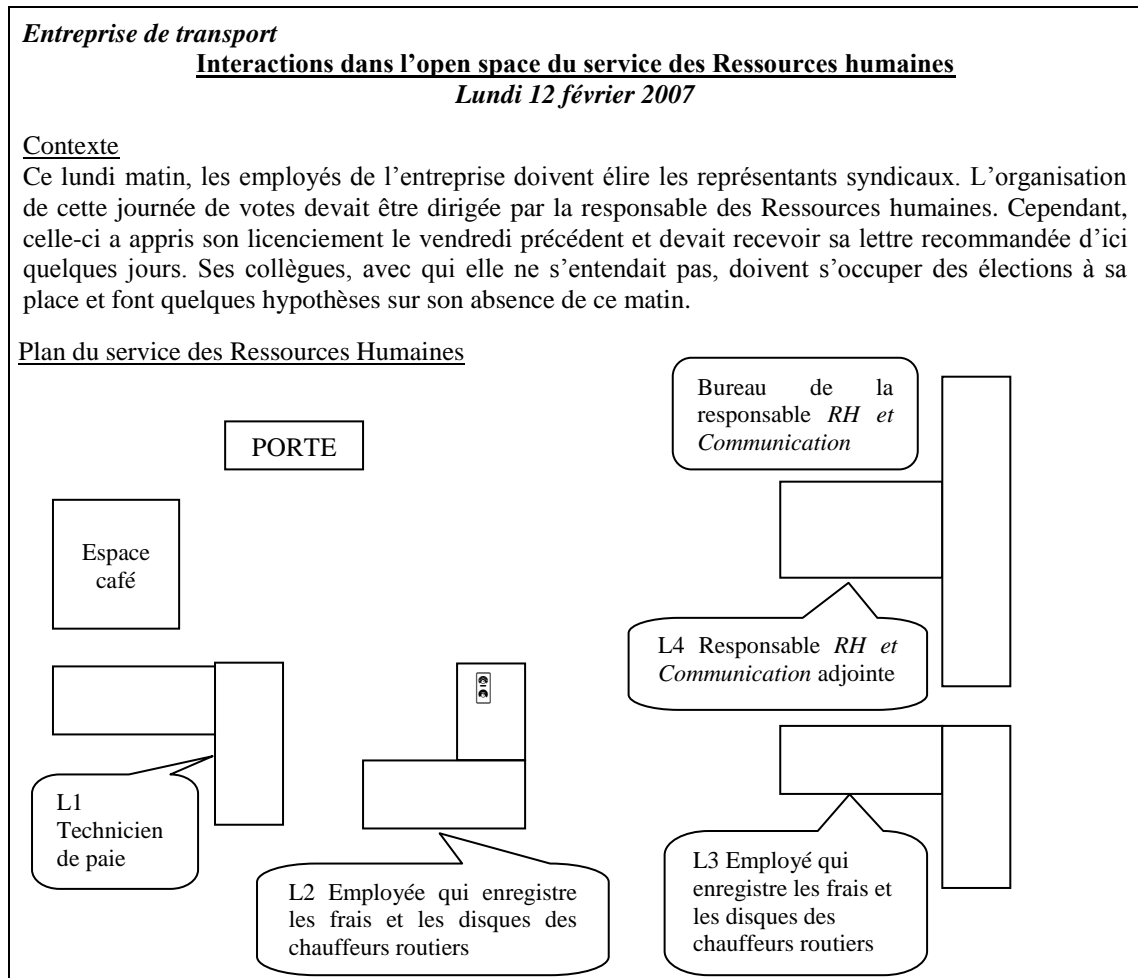 Entreprise de transport
Interactions dans l’open space du service des Ressources humaines
Lundi 12 février 2007
Contexte
Ce lundi matin, les employés de l’entreprise doivent élire les représentants syndicaux. L’organisation
de cette journée de votes devait être dirigée par la responsable des Ressources humaines. Cependant,
celle-ci a appris son licenciement le vendredi précédent et devait recevoir sa lettre recommandée d’ici
quelques jours. Ses collègues, avec qui elle ne s’entendait pas, doivent s’occuper des élections à sa
place et font quelques hypothèses sur son absence de ce matin.
Plan du service des Ressources Humaines
Bureau de la
responsable RH et
Communication
PORTE
Espace
café
L4 Responsable RH et
Communication adjointe
L1
Technicien
de paie
L2 Employée qui enregistre
les frais et les disques des
chauffeurs routiers
L3 Employé qui
enregistre les frais et
les disques des
chauffeurs routiers